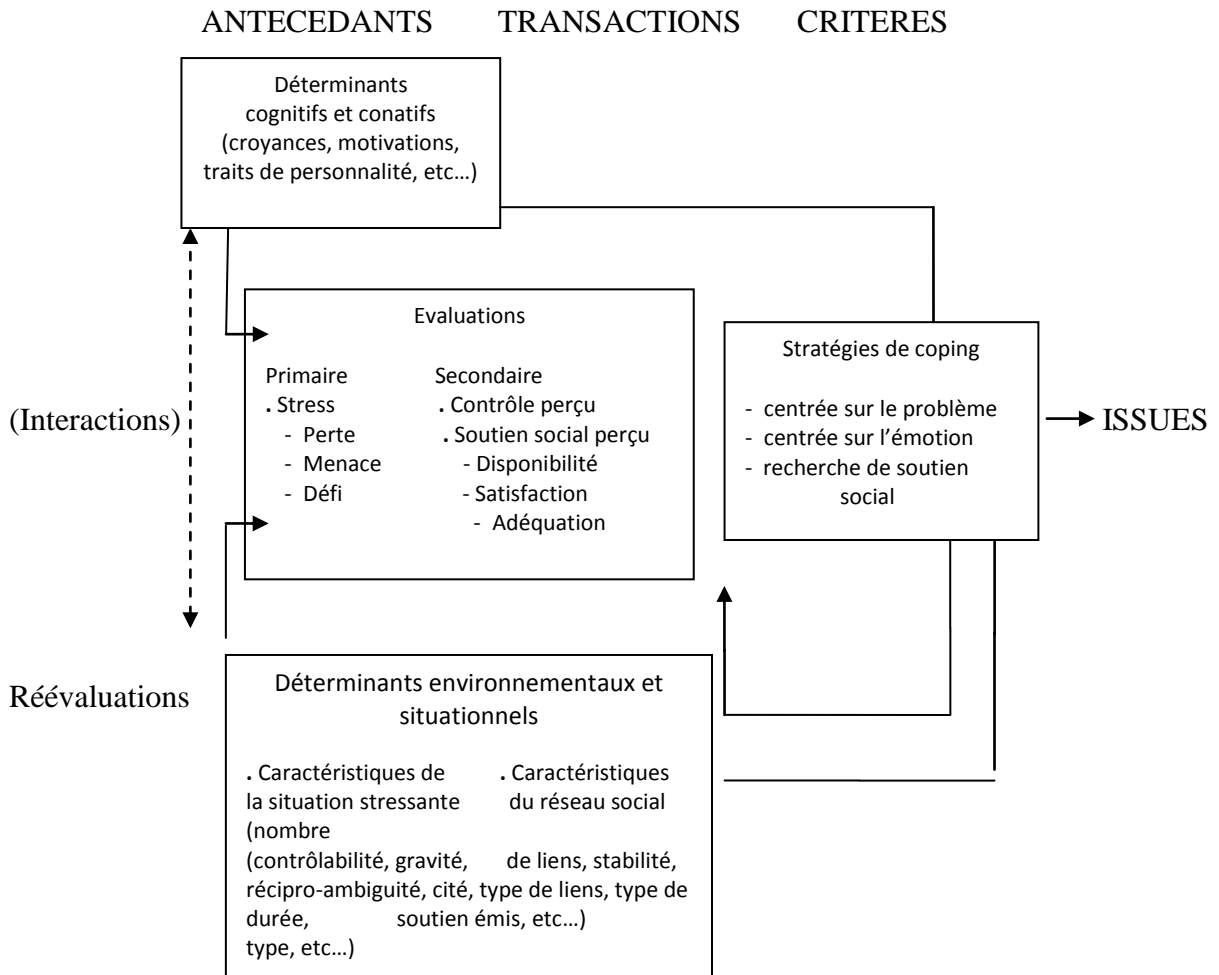 ANTECEDANTS TRANSACTIONS CRITERES
Déterminants
cognitifs et conatifs
(croyances, motivations,
traits de personnalité, etc…)
Evaluations
Primaire Secondaire
. Stress . Contrôle perçu
- Perte . Soutien social perçu
- Menace - Disponibilité
- Défi - Satisfaction
- Adéquation
Stratégies de coping
- centrée sur le problème
- centrée sur l’émotion
- recherche de soutien
social
(Interactions)
ISSUES
Réévaluations
Déterminants environnementaux et
situationnels
. Caractéristiques de . Caractéristiques
la situation stressante du réseau social
(nombre
(contrôlabilité, gravité, de liens, stabilité,
récipro-ambiguité, cité, type de liens, type de
durée, soutien émis, etc…)
type, etc…)